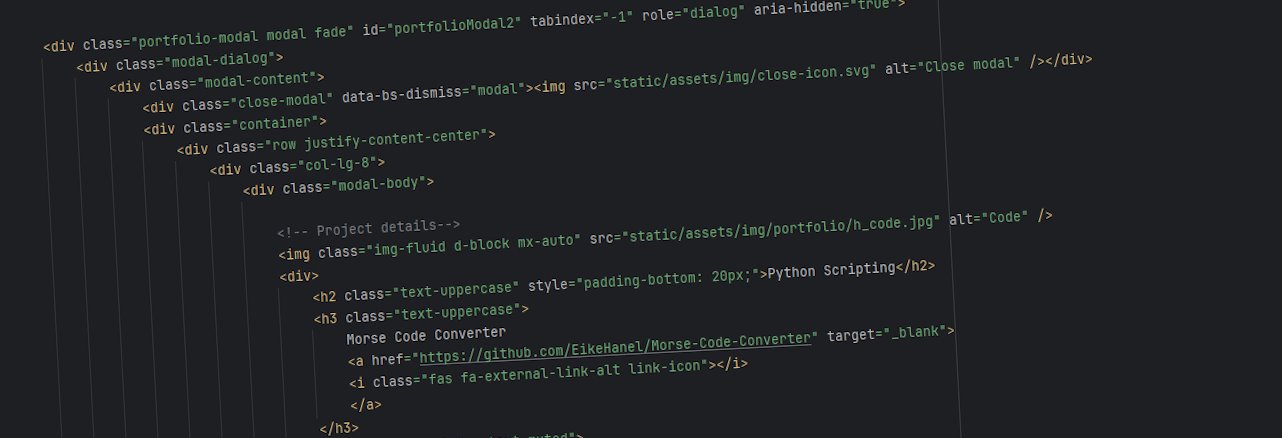 <div class="portfolio-modal modal fade" id="portfolioModal2" tabindex="-1" role="dialog" aria-hidden="true">
<div class="modal-dialog">
<div class="modal-content">
<div class="close-modal" data-bs-dismiss="modal"><img src="static/assets/img/close-icon.svg" alt="Close modal" /></div>
<div class="container">
<div class="row justify-content-center">
<div class="col-lg-8">
<div class="modal-body">
<!-- Project details-->
<img class="img-fluid d-block mx-auto" src="static/assets/img/portfolio/h_code.jpg" alt="Code" />
<div>
<h2 class="text-uppercase" style="padding-bottom: 20px;">Python Scripting</h2>
<h3 class="text-uppercase">
Morse Code Converter
<a href="https://github.com/EikeHanel/Morse-Code-Converter" target="_blank">
<i class="fas fa-external-link-alt link-icon"></i>
</a>
</h3>